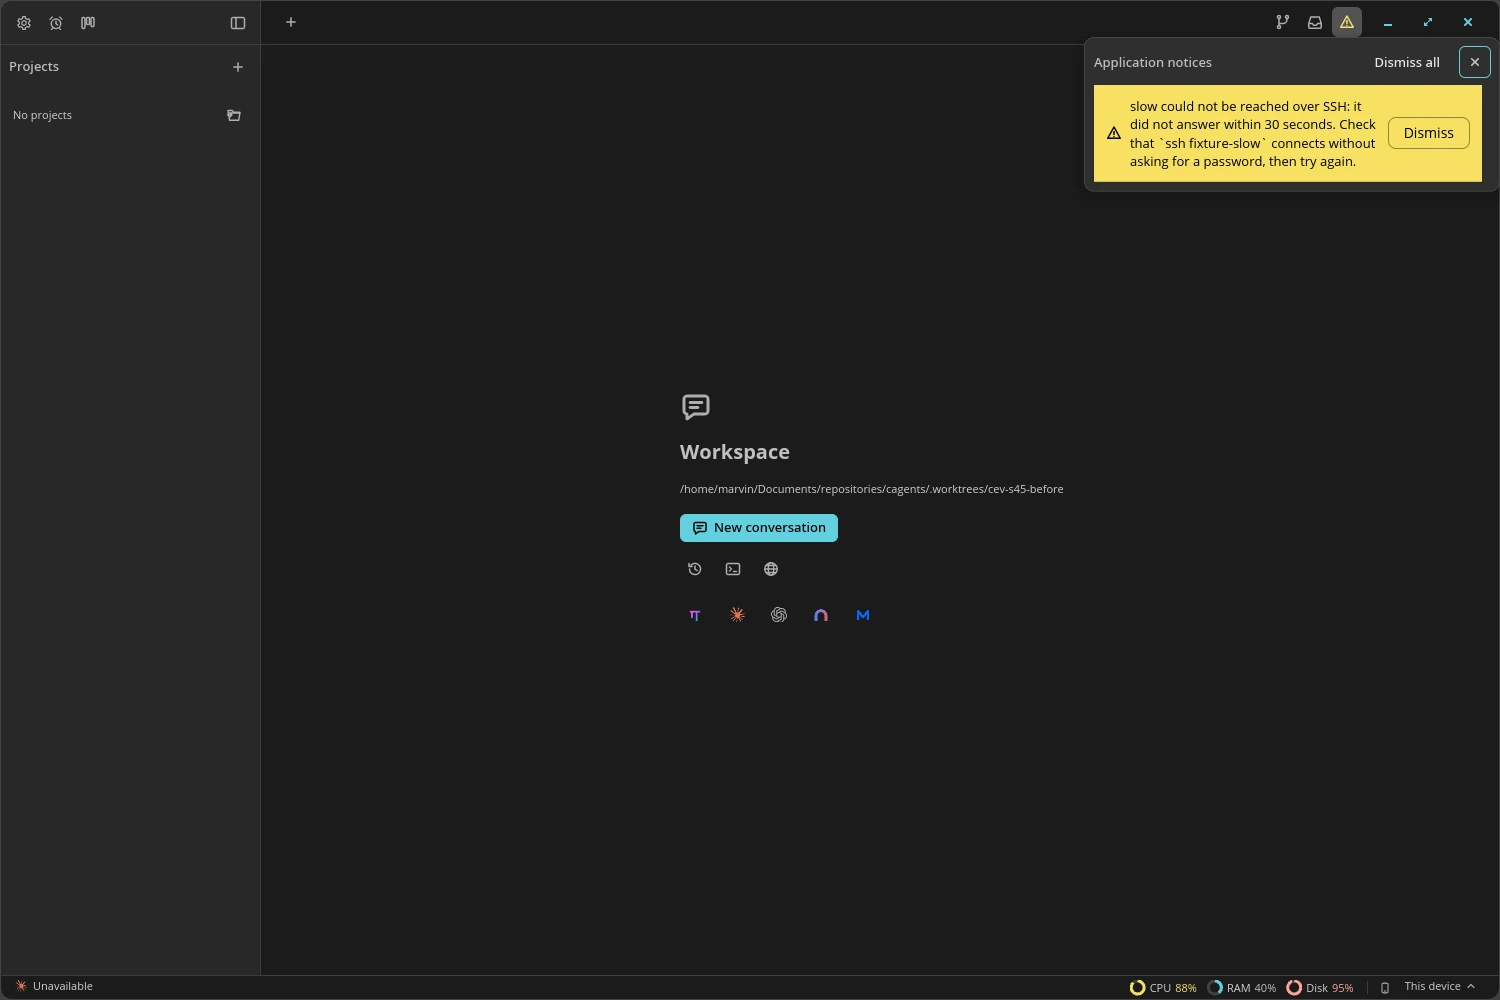 Projects
No projects
Application notices
Dismiss all
slow could not be reached over SSH: it
did not answer within 30 seconds. Check
that `ssh fixture-slow` connects without
asking for a password, then try again.
Dismiss
Workspace
/home/marvin/Documents/repositories/cagents/.worktrees/cev-s45-before
New conversation
Unavailable
CPU 88%
RAM 40%
Disk 95%
This device